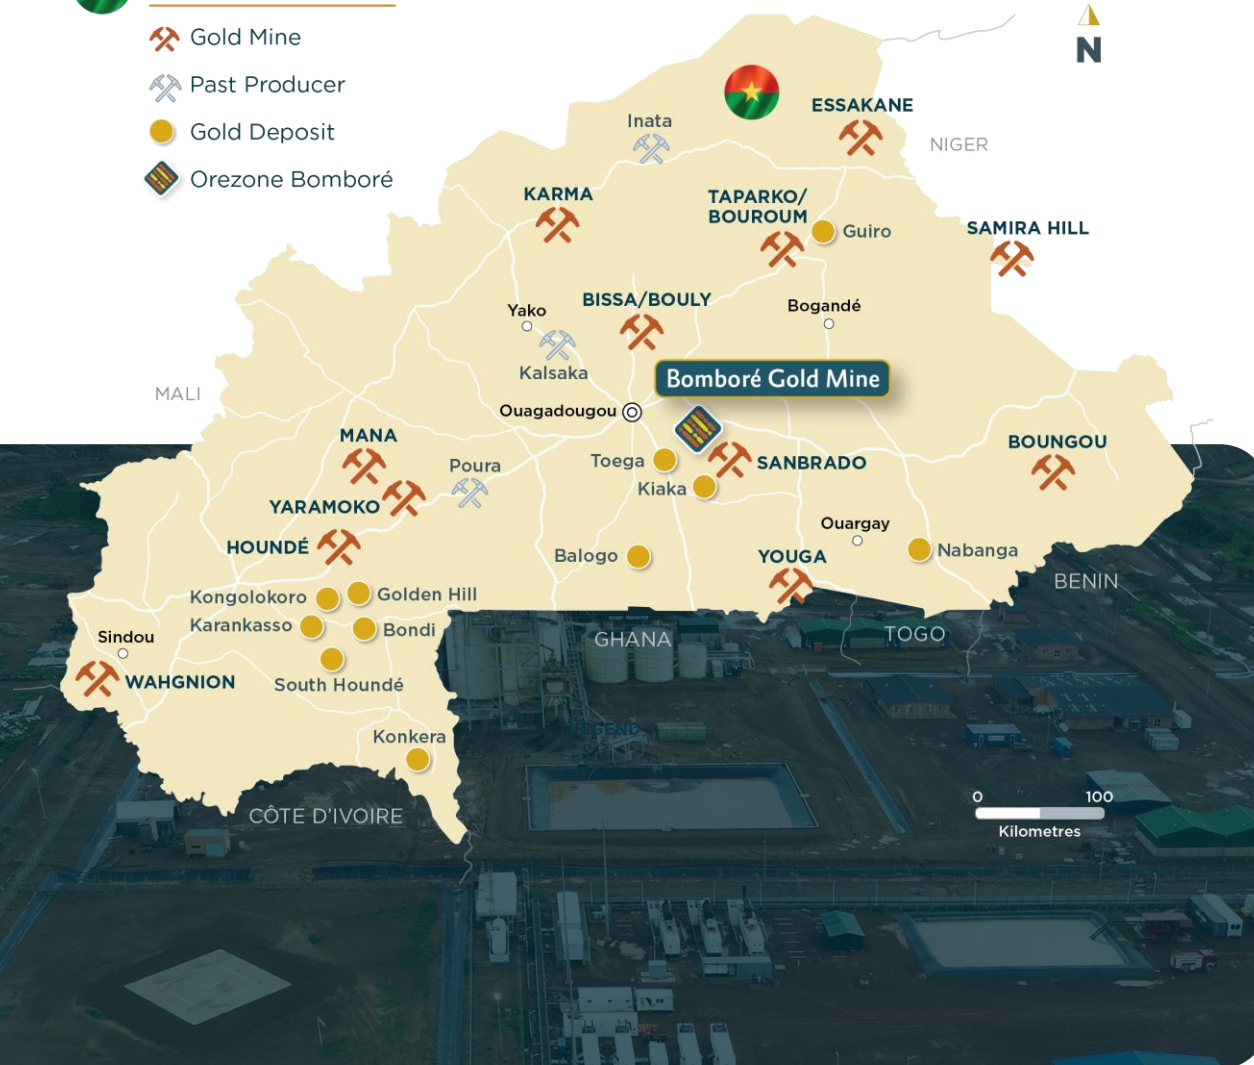 Gold Mine
Past Producer
Gold Deposit
Orezone Bomboré
N
ESSAKANE
Inata
NIGER
KARMA
TAPARKO/
BOUROUM
Guiro
SAMIRA HILL
BISSA/BOULY
Yako
Bogandé
Kalsaka
Bomboré Gold Mine
MALI
Ouagadougou
MANA
BOUNGOU
Toega
SANBRADO
Poura
Kiaka
YARAMOKO
Ouargay
HOUNDÉ
Balogo
YOUGA
Nabanga
BENIN
Kongolokoro
Golden Hill
Karankasso
Bondi
Sindou
GHANA
TOGO
WAHGNION
South Houndé
LEGEND
Konkera
0 100
Kilometres
CÔTE D'IVOIRE